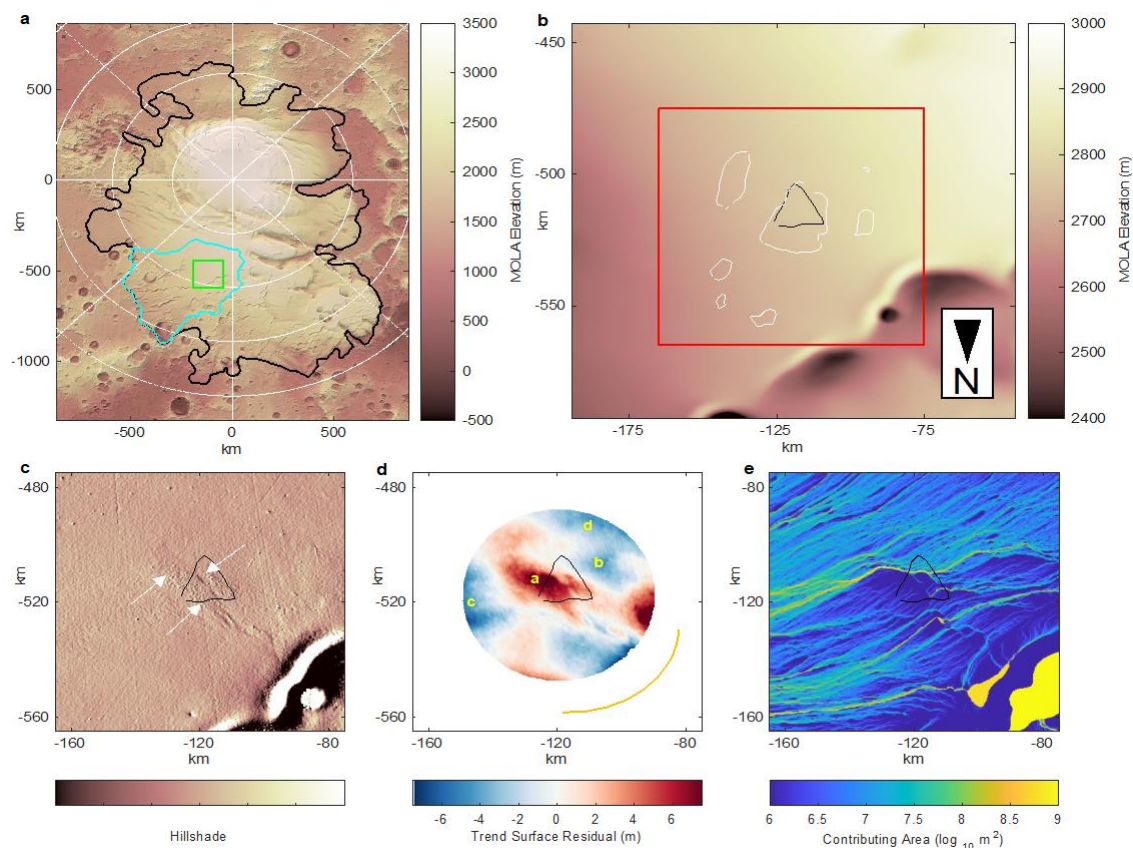 a
500
0
-500
-1000
km
-500
0
500
km
3500
3000
2500
2000
1500
1000
500
0
-500
MOLA Elevation (m)
b
-450
-500
-550
km
-175
-125
-75
km
N
3000
2900
2800
2700
2600
2500
2400
MOLA Elevation (m)
c
-480
-520
-560
km
-160
-120
-80
km
Hillshade
d
-480
-520
-560
km
d
b
a
c
-160
-120
-80
km
-6
-4
-2
0
2
4
6
Trend Surface Residual (m)
e
-80
-120
-160
km
-160
-120
-80
km
6
6.5
7
7.5
8
8.5
9
Contributing Area (log 10 m2)